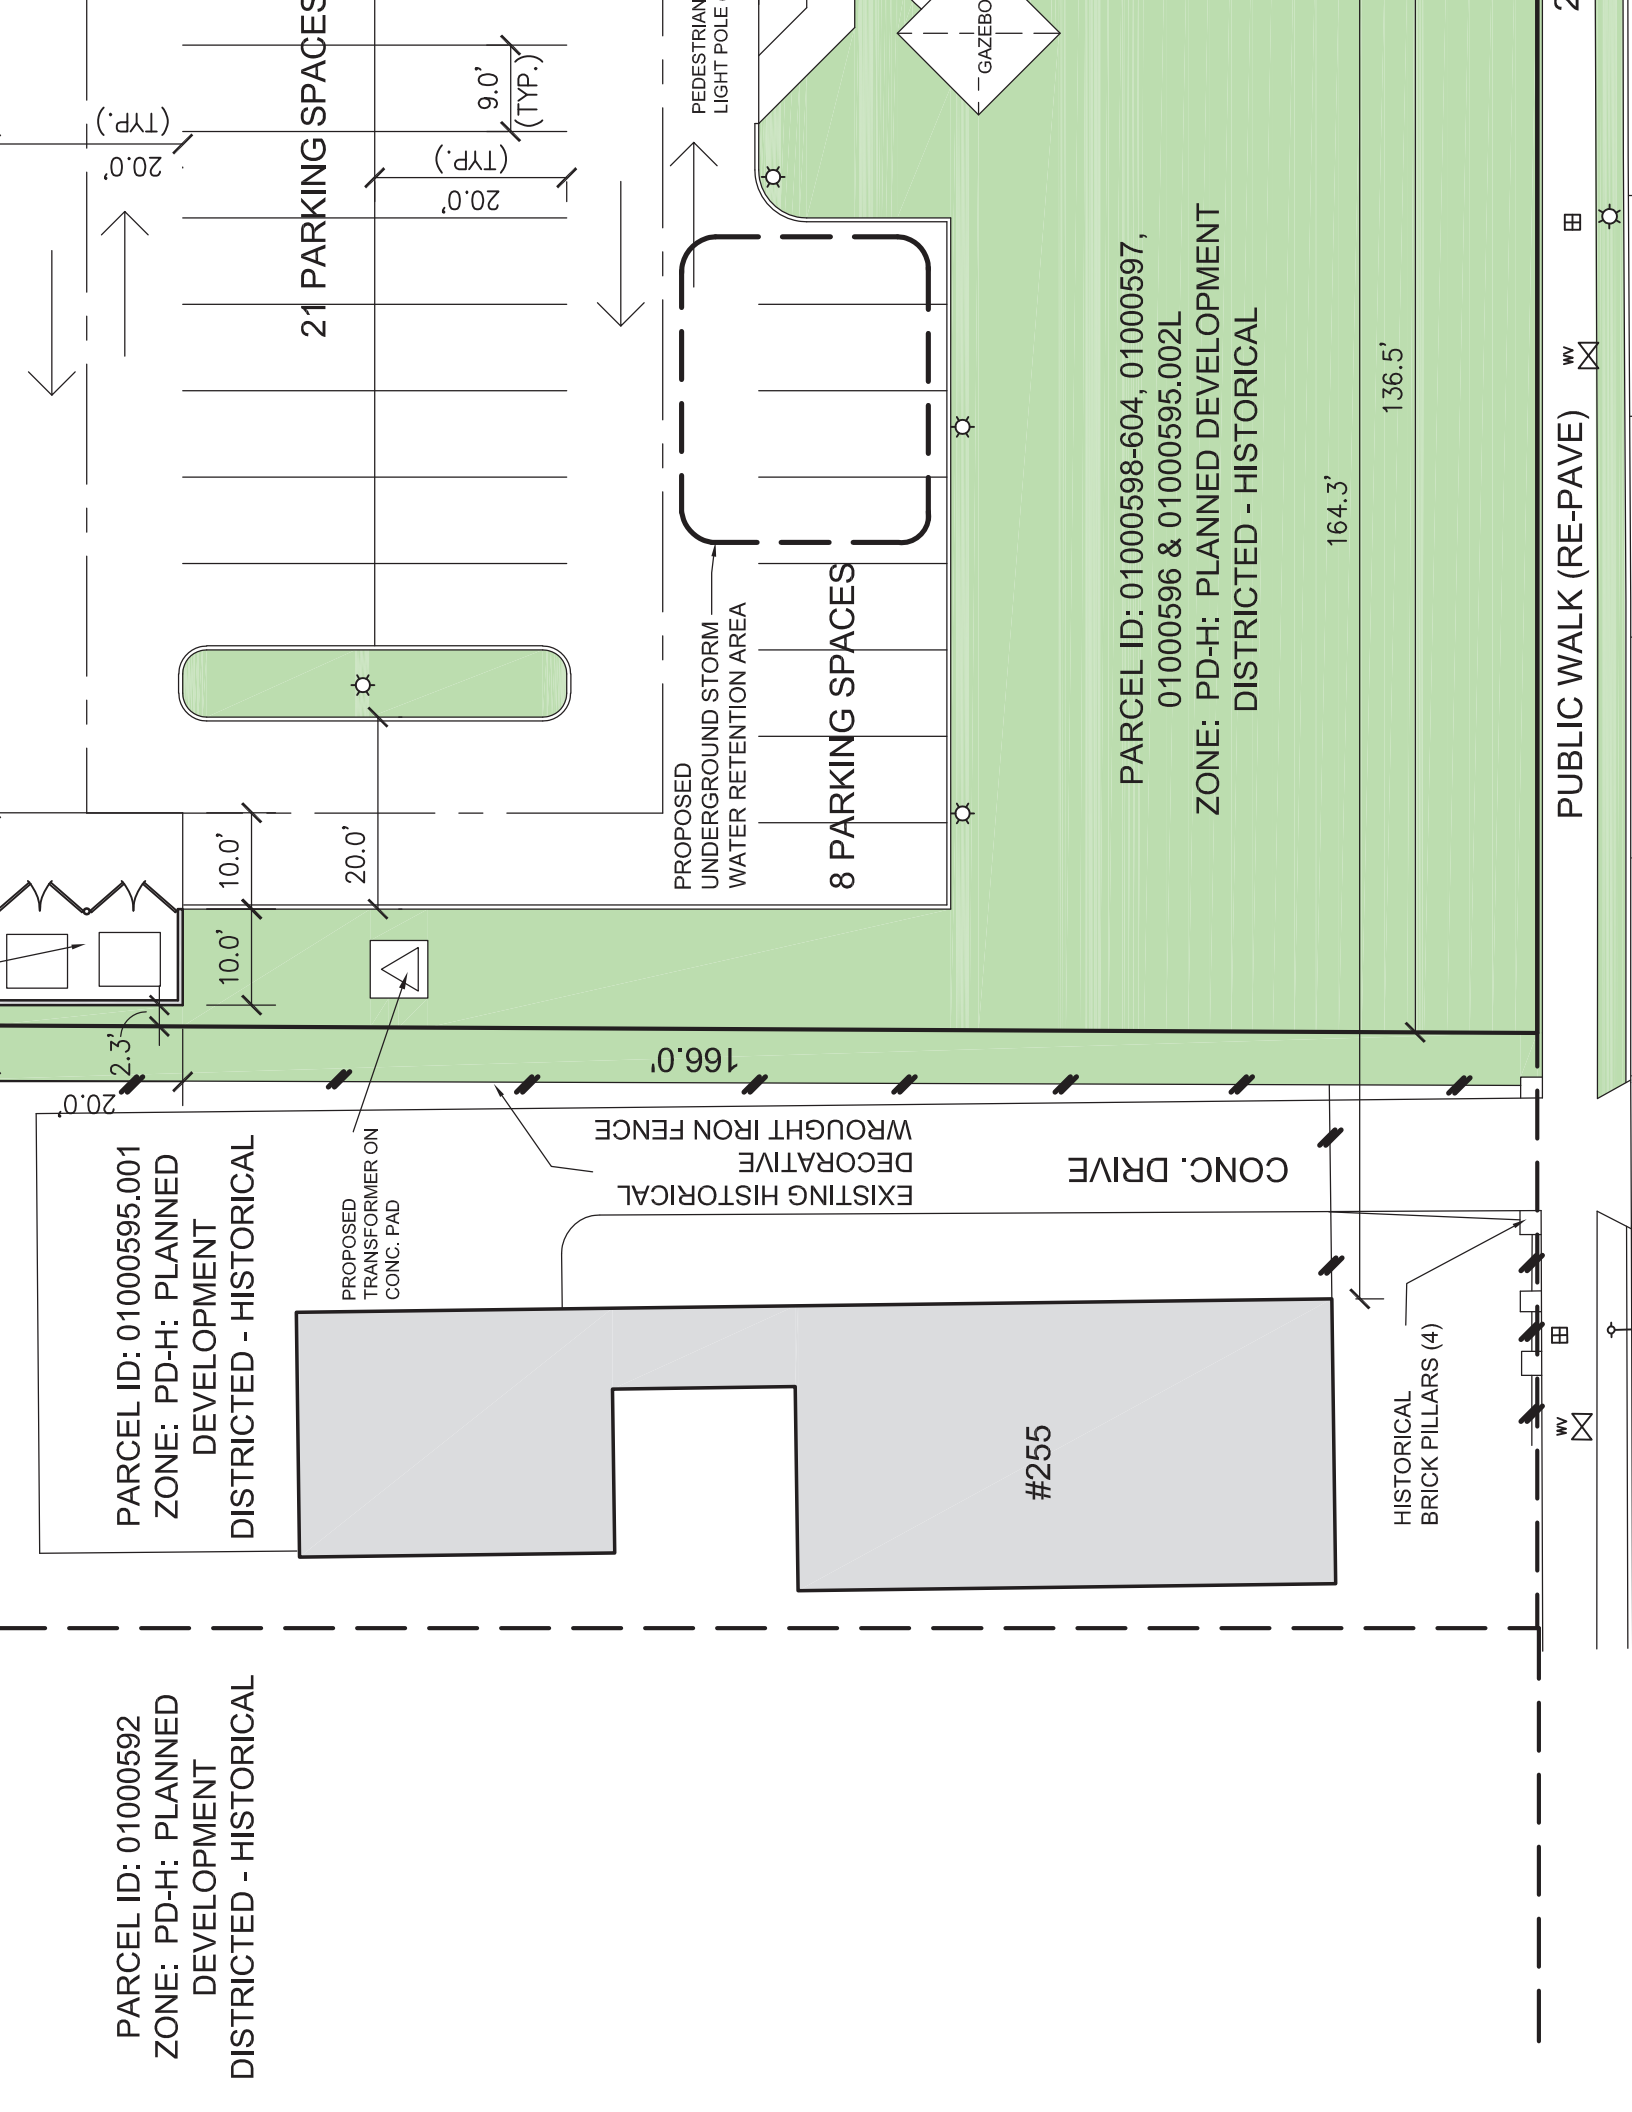 21 PARKING SPACES
20.0'
(TYP.)
9.0'
(TYP.)
20.0'
(TYP.)
PEDESTRIAN
LIGHT POLE
GAZEBO
PROPOSED
UNDERGROUND STORM
WATER RETENTION AREA
8 PARKING SPACES
PARCEL ID: 01000598-604, 01000597,
01000596 & 01000595.002L
ZONE: PD-H: PLANNED DEVELOPMENT
DISTRICTED - HISTORICAL
164.3'
136.5'
PUBLIC WALK (RE-PAVE)
2
WV
10.0'
10.0'
20.0'
2.3'
20.0'
166.0'
PARCEL ID: 01000595.001
ZONE: PD-H: PLANNED
DEVELOPMENT
DISTRICTED - HISTORICAL
PROPOSED
TRANSFORMER ON
CONC. PAD
EXISTING HISTORICAL
DECORATIVE
WROUGHT IRON FENCE
CONC. DRIVE
#255
HISTORICAL
BRICK PILLARS (4)
WV
PARCEL ID: 01000592
ZONE: PD-H: PLANNED
DEVELOPMENT
DISTRICTED - HISTORICAL